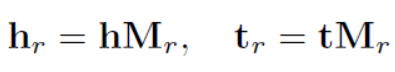 h_r = hM_r,   t_r = tM_r